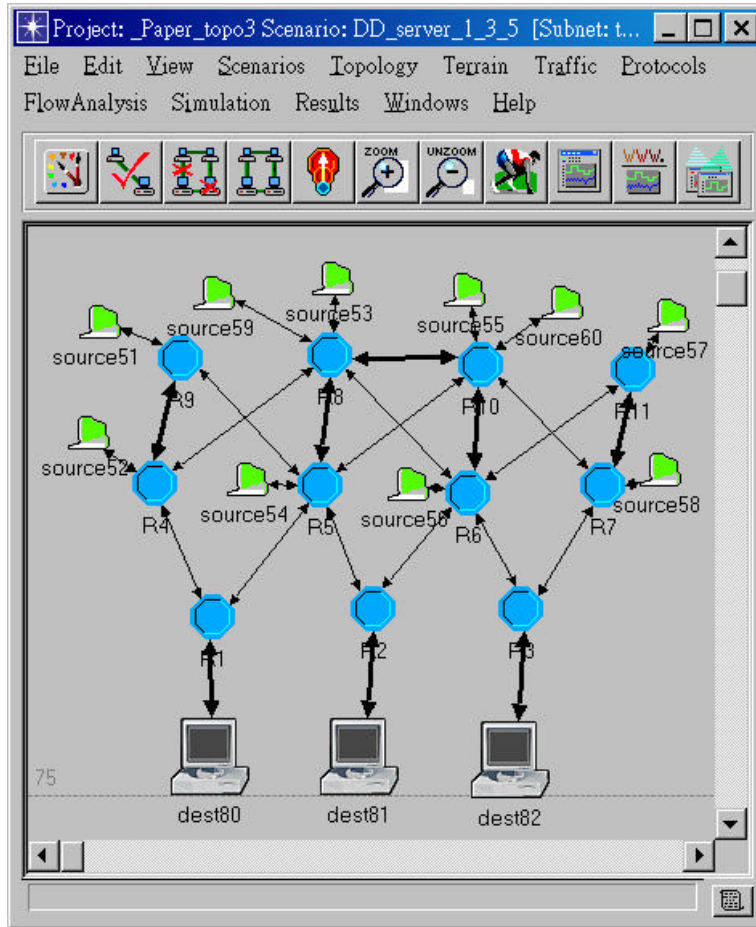 Project: _Paper_topo3 Scenario: DD_server_1_3_5 [Subnet: t...
File Edit View Scenarios Topology Terrain Traffic Protocols
FlowAnalysis Simulation Results Windows Help
ZOOM UNZOOM WWW.
source53
source59 source55
source60 source57
source51
R9 R8 R10 R11
source52 source54 source56 source58
R4 R5 R6 R7
R1 R2 R3
75
dest80 dest81 dest82